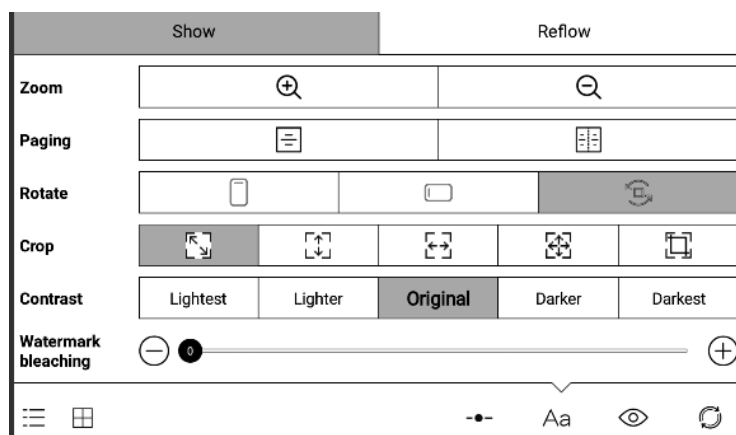 Show Reflow
Zoom
Paging
Rotate
Crop
Contrast Lightest Lighter Original Darker Darkest
Watermark
bleaching 0
Aa